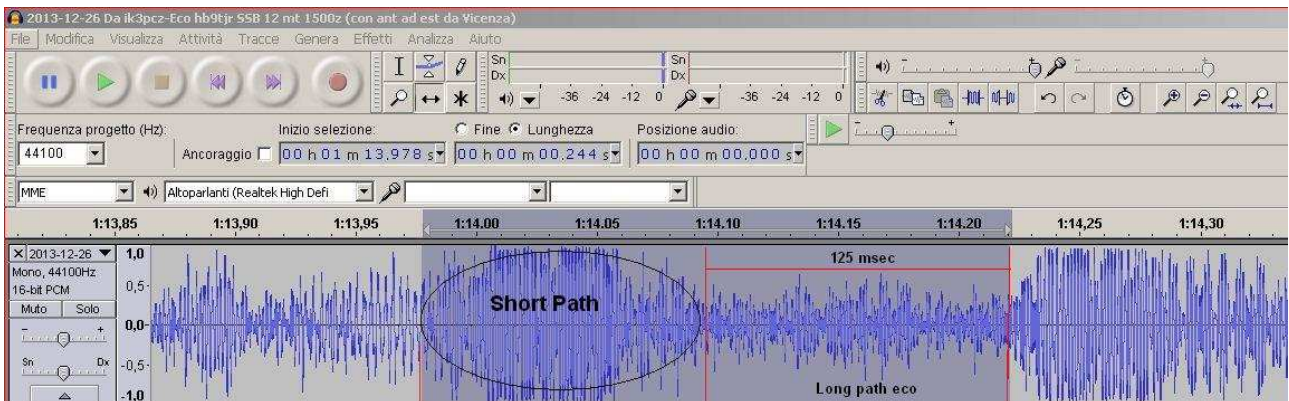 2013-12-26 Da ik3pcz-Eco hb9tjr SSB 12 mt 1500z (con ant ad est da Vicenza)
File Modifica Visualizza Attività Tracce Genera Effetti Analizza Aiuto
Sn Sn
Dx Dx
-36 -24 -12 0 -36 -24 -12 0
Frequenza progetto (Hz): Inizio selezione: Fine Lunghezza Posizione audio:
44100 Ancoraggio 00 h 01 m 13.978 s 00 h 00 m 00.244 s 00 h 00 m 00.000 s
MME Altoparlanti (Realtek High Defi
1:13,85 1:13,90 1:13,95 1:14.00 1:14.05 1:14.10 1:14.15 1:14.20 1:14,25 1:14,30
2013-12-26 1,0 125 msec
Mono, 44100Hz
16-bit PCM 0,5-
Muto Solo Short Path
- + 0,0-
Sn Dx -0,5-
Long path eco
-1,0